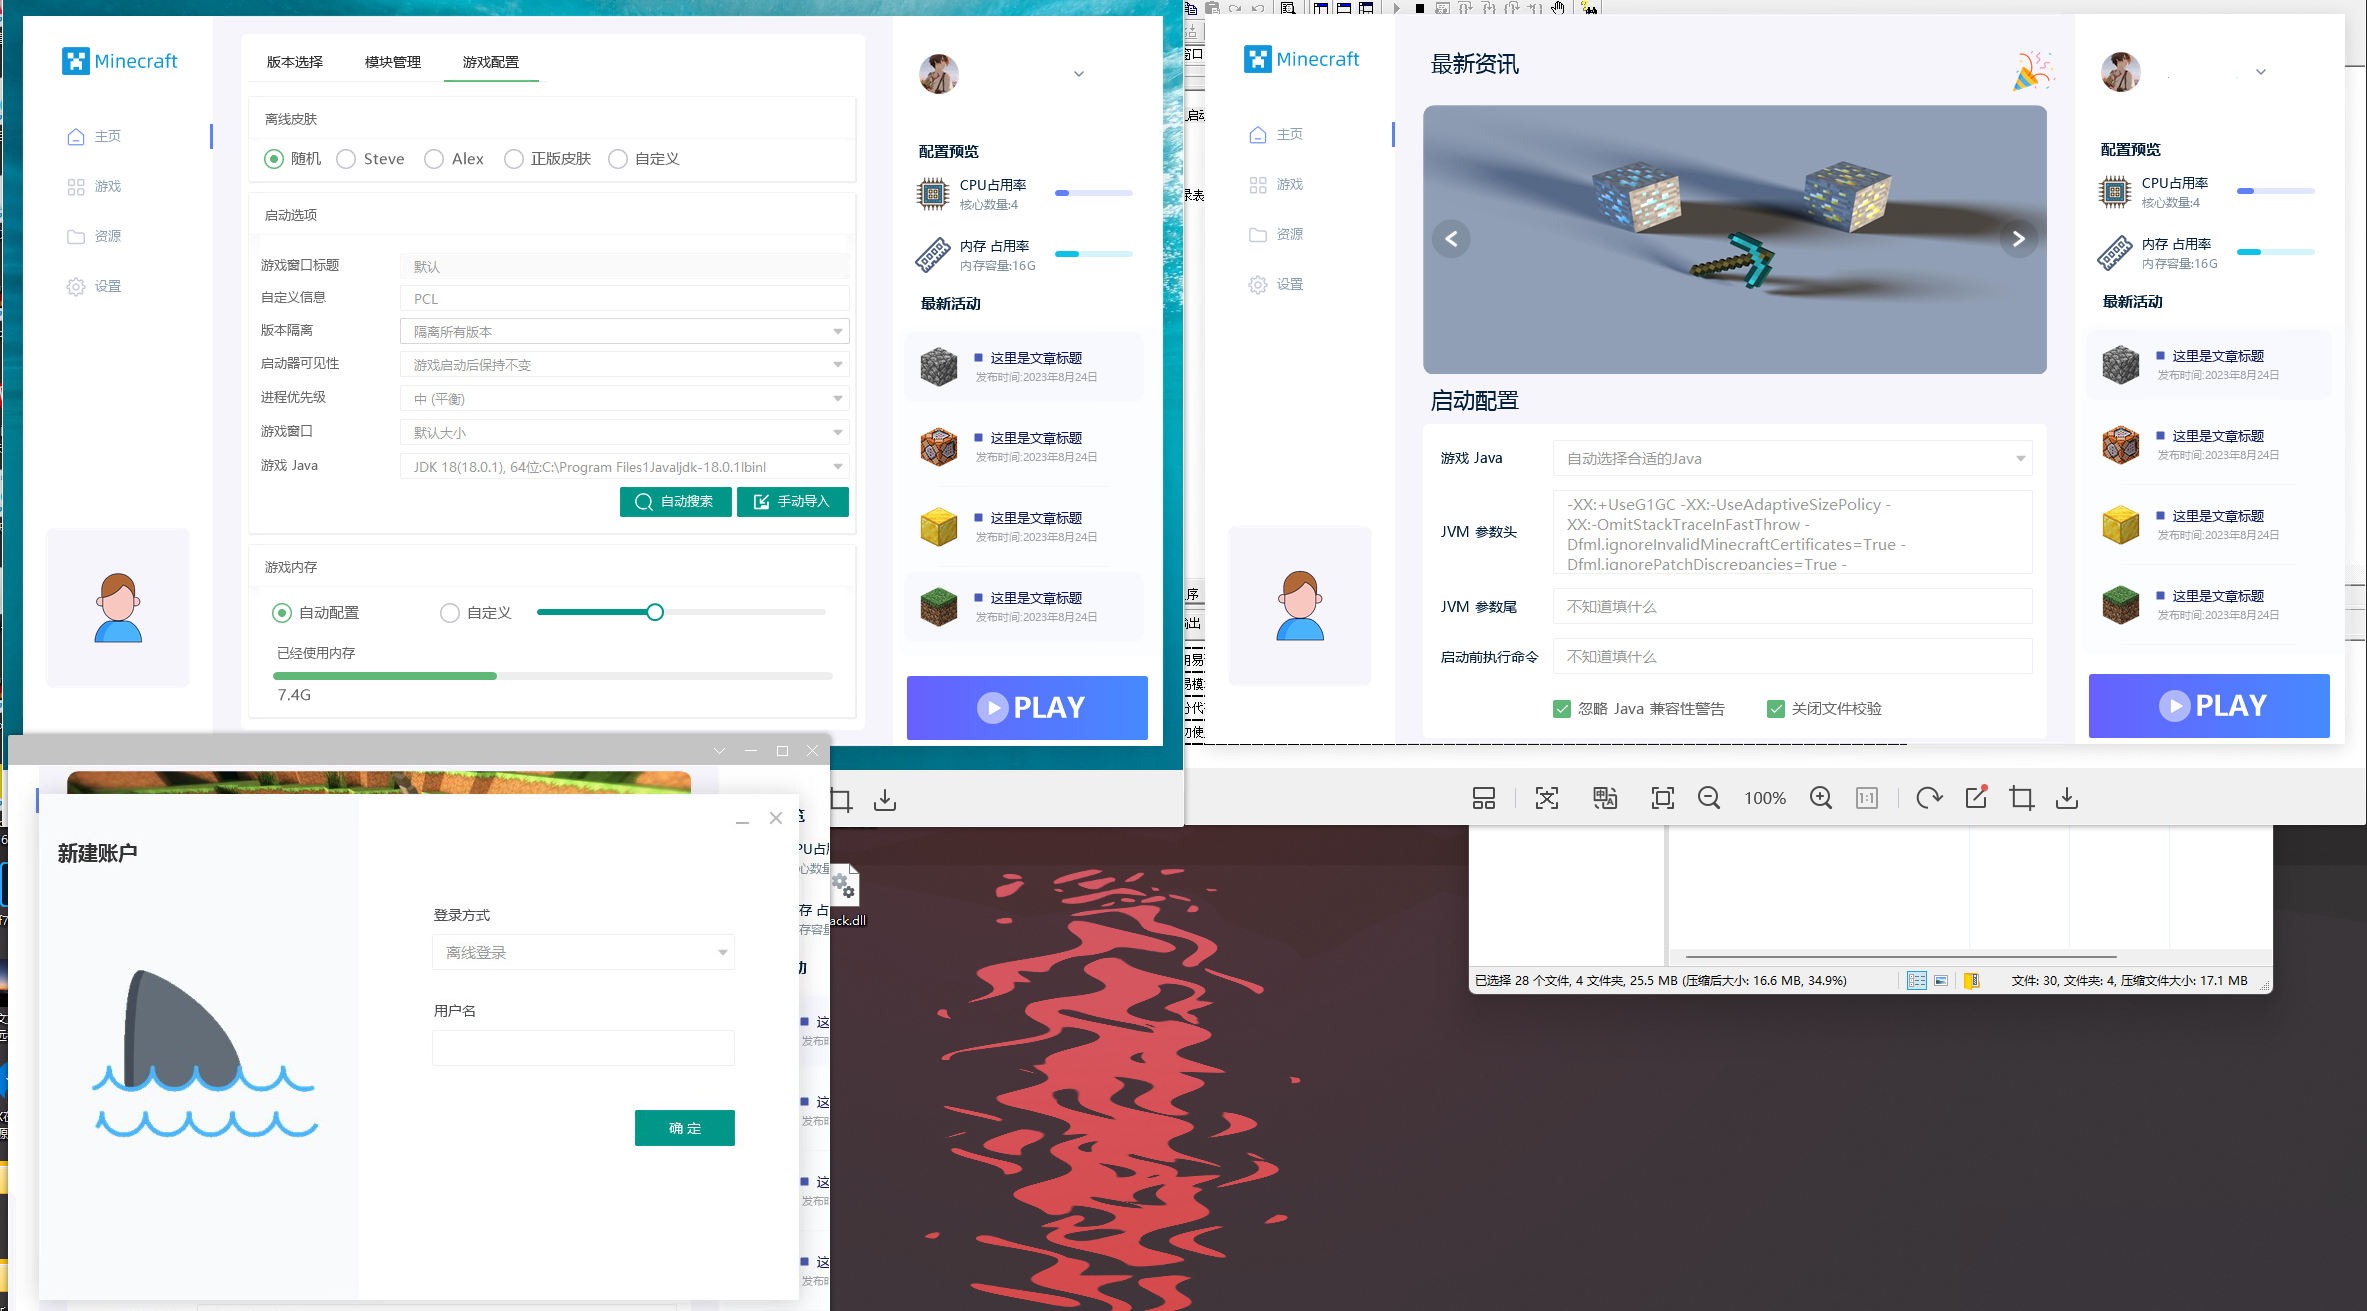 Minecraft
主页
游戏
资源
设置
版本选择 模块管理 游戏配置
离线皮肤
随机 Steve Alex 正版皮肤 自定义
启动选项
游戏窗口标题 默认
自定义信息 PCL
版本隔离 隔离所有版本
启动器可见性 游戏启动后保持不变
进程优先级 中 (平衡)
游戏窗口 默认大小
游戏 Java JDK 18(18.0.1), 64位:C:\Program Files1Javaljdk-18.0.1lbinl
自动搜索 手动导入
游戏内存
自动配置 自定义
已经使用内存
7.4G
配置预览
CPU占用率
核心数量:4
内存 占用率
内存容量:16G
最新活动
这里是文章标题
发布时间:2023年8月24日
这里是文章标题
发布时间:2023年8月24日
这里是文章标题
发布时间:2023年8月24日
这里是文章标题
发布时间:2023年8月24日
PLAY
Minecraft
主页
游戏
资源
设置
最新资讯
启动配置
游戏 Java 自动选择合适的Java
JVM 参数头
-XX:+UseG1GC -XX:-UseAdaptiveSizePolicy -
XX:-OmitStackTraceInFastThrow -
Dfml.ignoreInvalidMinecraftCertificates=True -
Dfml.ignorePatchDiscrepancies=True -
JVM 参数尾 不知道填什么
启动前执行命令 不知道填什么
忽略 Java 兼容性警告 关闭文件校验
配置预览
CPU占用率
核心数量:4
内存 占用率
内存容量:16G
最新活动
这里是文章标题
发布时间:2023年8月24日
这里是文章标题
发布时间:2023年8月24日
这里是文章标题
发布时间:2023年8月24日
这里是文章标题
发布时间:2023年8月24日
PLAY
100%
1:1
新建账户
登录方式
离线登录
用户名
确 定
PU占
心数量
存 占
存容量
这
发布
这
发布
这
发布
这
发布
ack.dll
已选择 28 个文件, 4 文件夹, 25.5 MB (压缩后大小: 16.6 MB, 34.9%)
文件: 30, 文件夹: 4, 压缩文件大小: 17.1 MB